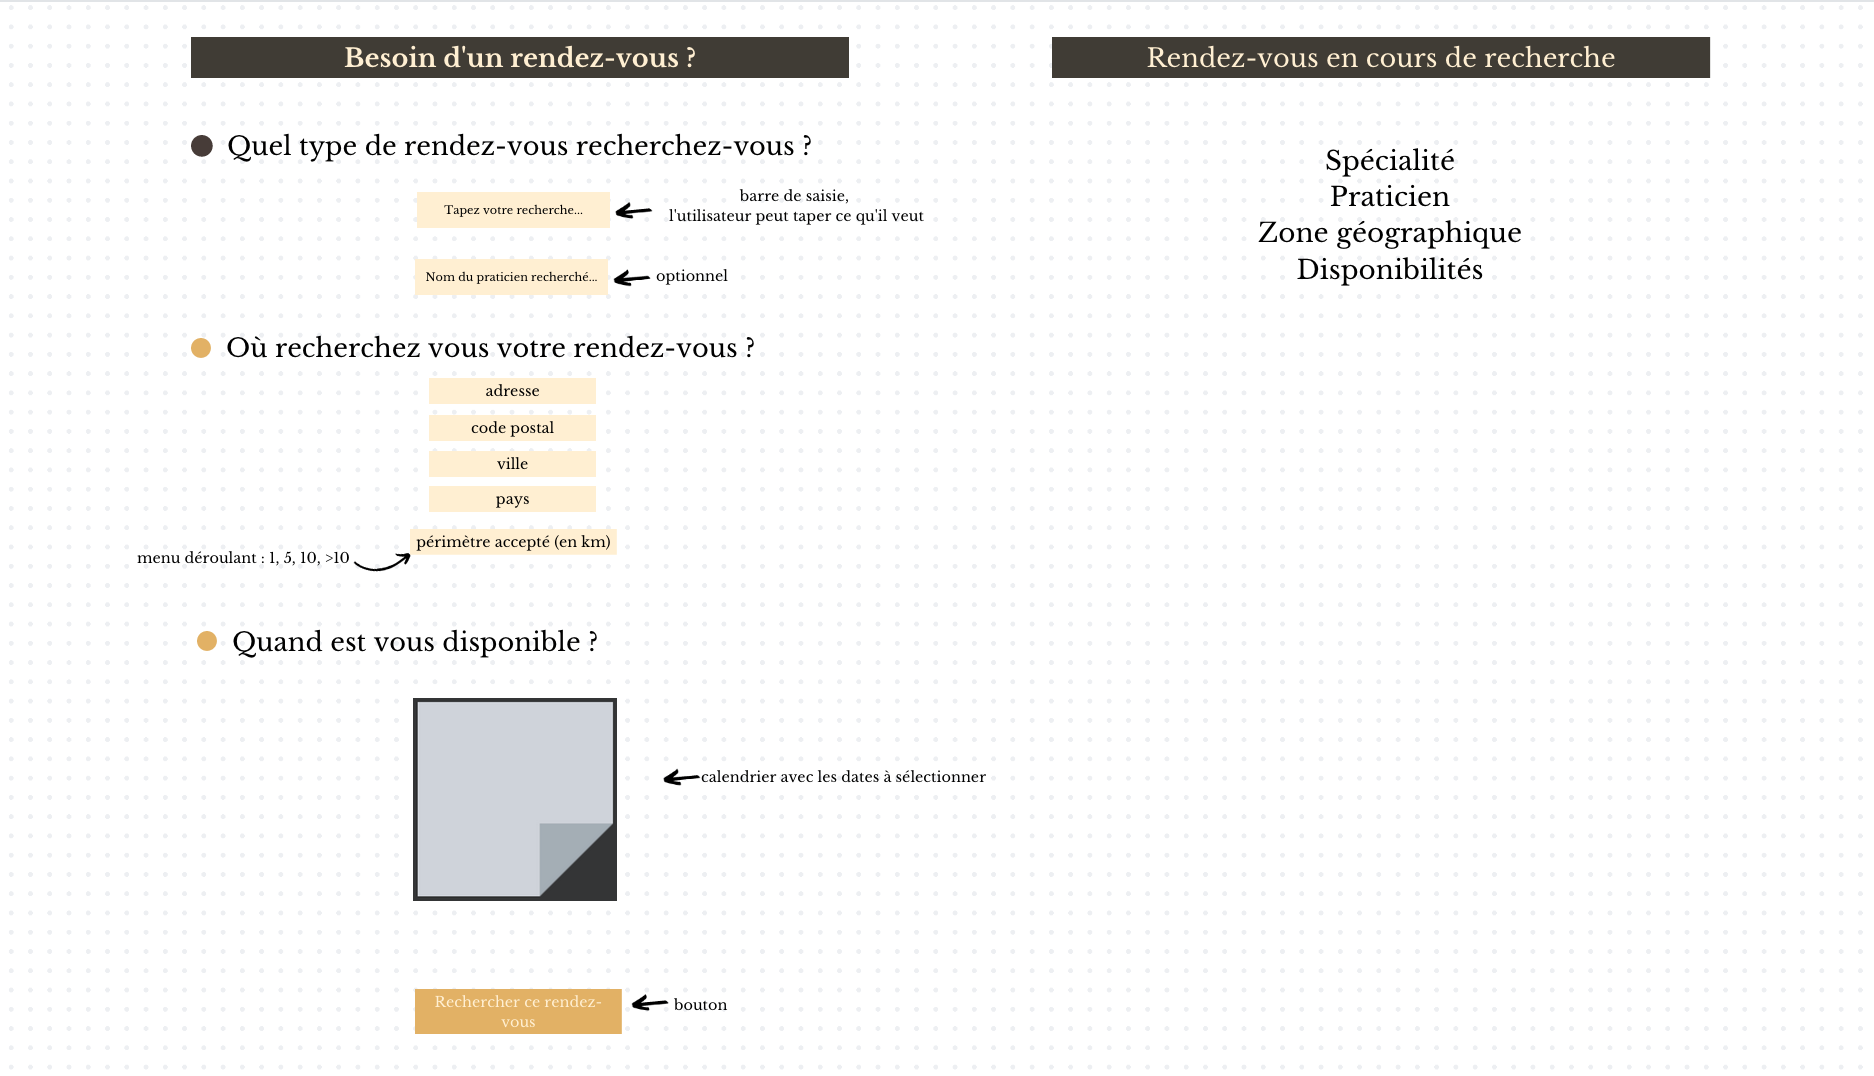 Besoin d'un rendez-vous ?
Quel type de rendez-vous recherchez-vous ?
Tapez votre recherche...
barre de saisie,
l'utilisateur peut taper ce qu'il veut
Nom du praticien recherché...
optionnel
Où recherchez vous votre rendez-vous ?
adresse
code postal
ville
pays
périmètre accepté (en km)
menu déroulant : 1, 5, 10, >10
Quand est vous disponible ?
calendrier avec les dates à sélectionner
Rechercher ce rendez-
vous
bouton
Rendez-vous en cours de recherche
Spécialité
Praticien
Zone géographique
Disponibilités